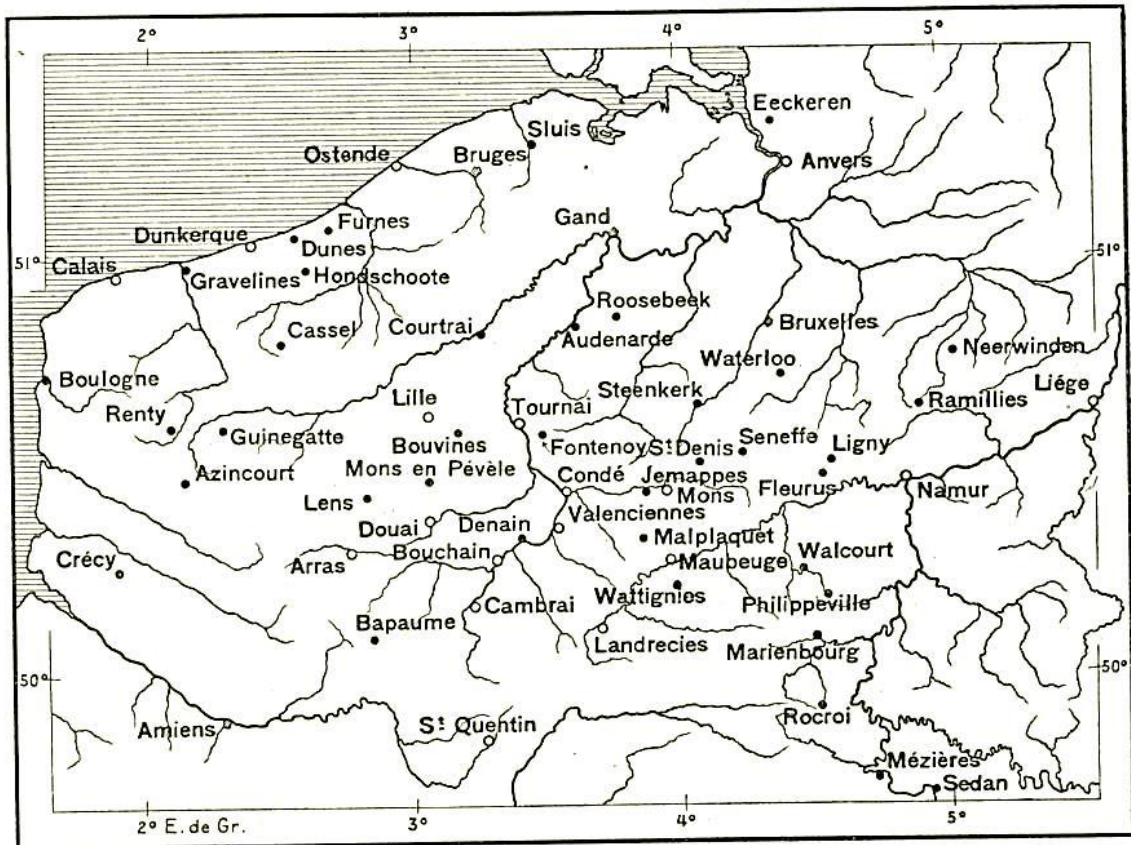 2° 3° 4° 5°
Eeckeren
Sluis
Ostende
Bruges
Anvers
Gand
Furnes
Dunkerque
Dunes
51° 51°
Calais
Gravelines
Hondschoote
Roosebeek
Cassel
Courtrai
Audenarde
Bruxelles
Neerwinden
Waterloo
Boulogne
Steenkerk
Liége
Renty
Lille
Tournai
Ramillies
Guinegatte
Bouvines
Fontenoy
St Denis
Seneffe
Ligny
Azincourt
Mons en Pévèle
Condé
Jemappes
Fleurus
Namur
Lens
Mons
Douai
Denain
Valenciennes
Malplaquet
Crécy
Arras
Bouchain
Maubeuge
Walcourt
Cambrai
Wattignies
Philippeville
Bapaume
Landrecies
Marienbourg
50° 50°
Amiens
St Quentin
Rocroi
Mézières
Sedan
2° E. de Gr. 3° 4° 5°